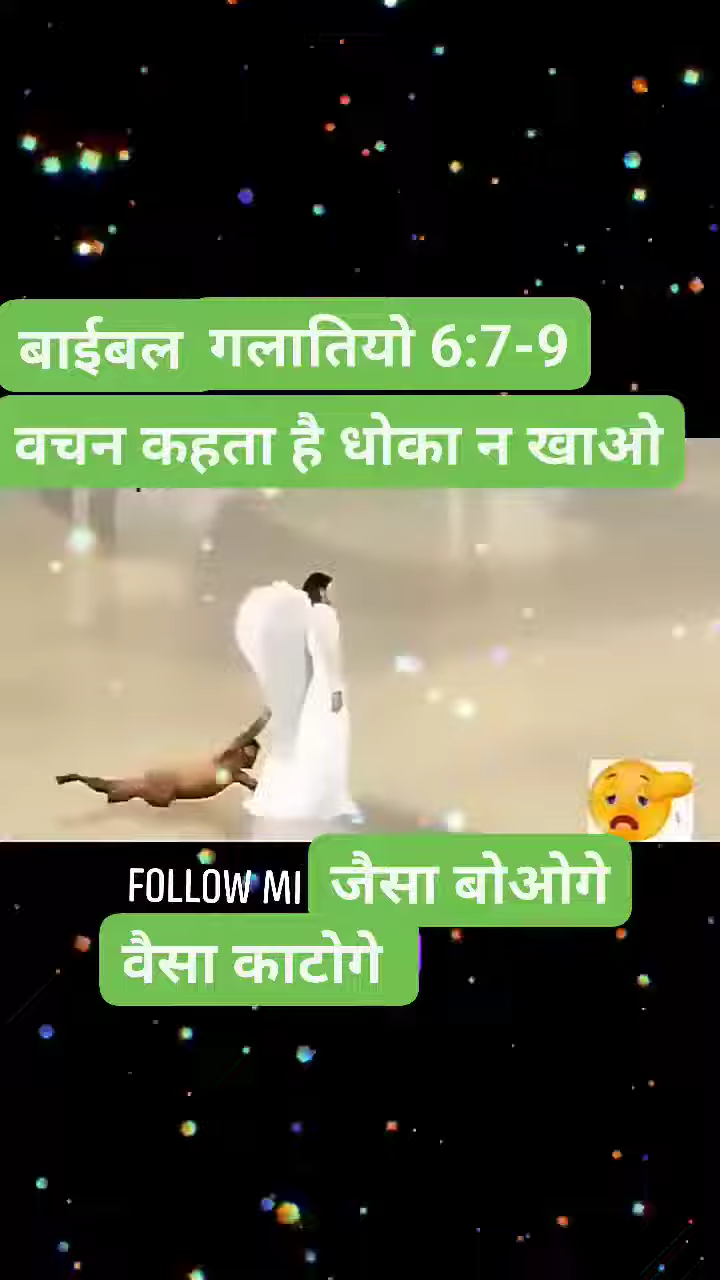 बाईबल गलातियो 6:7-9
वचन कहता है धोका न खाओ
FOLLOW MI जैसा बोओगे
वैसा काटोगे